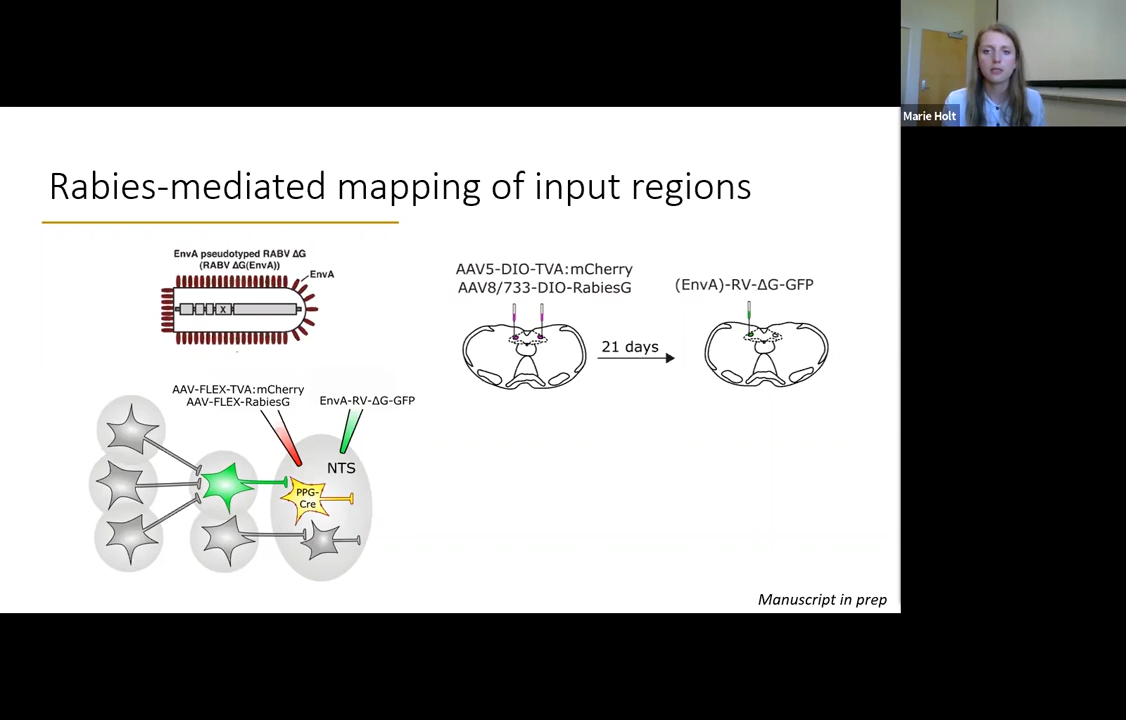 Marie Holt
Rabies-mediated mapping of input regions
EnvA pseudotyped RABV ΔG
(RABV ΔG(EnvA))
EnvA
X
AAV-FLEX-TVA:mCherry
AAV-FLEX-RabiesG
EnvA-RV-ΔG-GFP
NTS
PPG-
Cre
AAV5-DIO-TVA:mCherry
AAV8/733-DIO-RabiesG
(EnvA)-RV-ΔG-GFP
21 days
Manuscript in prep